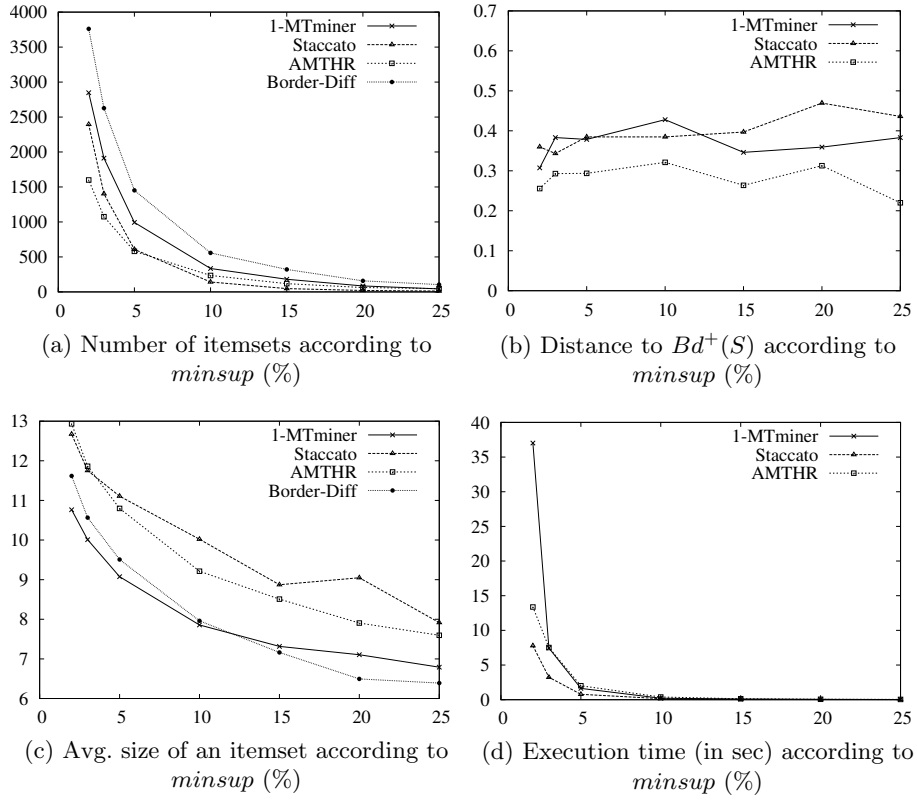 4000
3500
3000
2500
2000
1500
1000
500
0
0 5 10 15 20 25
1-MTminer
Staccato
AMTHR
Border-Diff
(a) Number of itemsets according to
minsup (%)
0.7
0.6
0.5
0.4
0.3
0.2
0.1
0
0 5 10 15 20 25
1-MTminer
Staccato
AMTHR
(b) Distance to Bd+(S) according to
minsup (%)
13
12
11
10
9
8
7
6
0 5 10 15 20 25
1-MTminer
Staccato
AMTHR
Border-Diff
(c) Avg. size of an itemset according to
minsup (%)
40
35
30
25
20
15
10
5
0
0 5 10 15 20 25
1-MTminer
Staccato
AMTHR
(d) Execution time (in sec) according to
minsup (%)